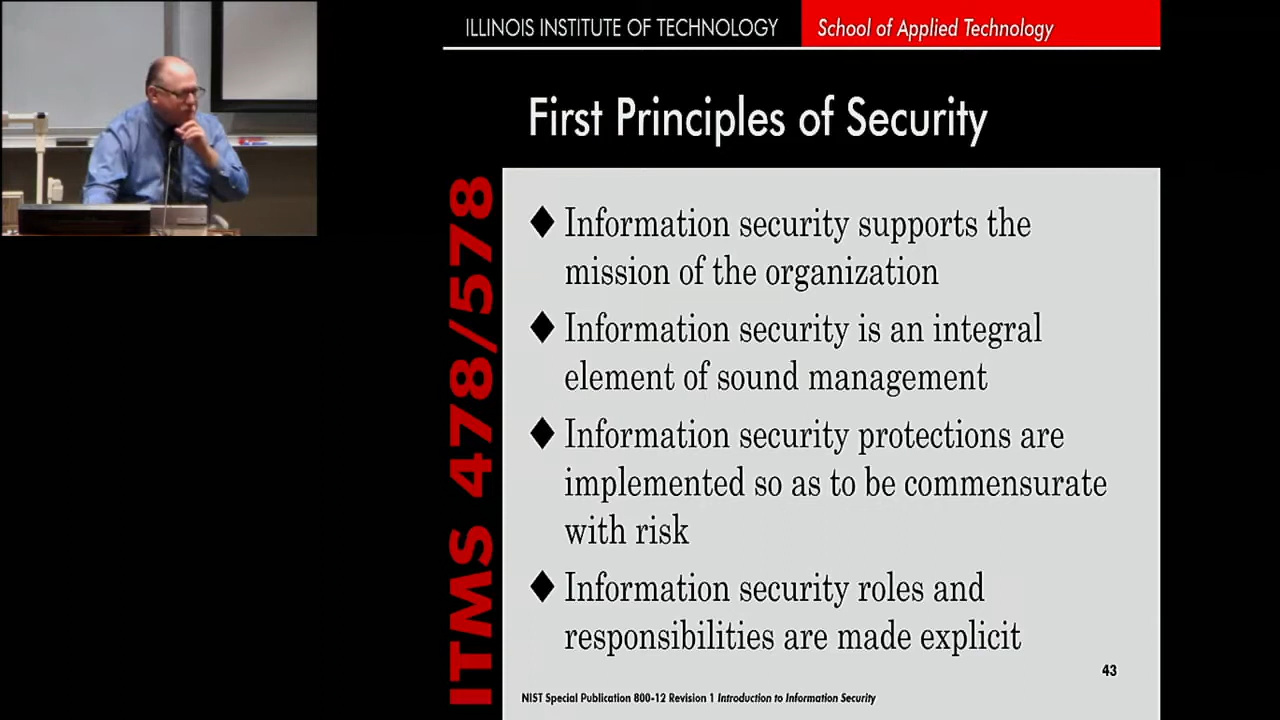 ILLINOIS INSTITUTE OF TECHNOLOGY School of Applied Technology
First Principles of Security
ITMS 478/578
◆ Information security supports the
mission of the organization
◆ Information security is an integral
element of sound management
◆ Information security protections are
implemented so as to be commensurate
with risk
◆ Information security roles and
responsibilities are made explicit
43
NIST Special Publication 800-12 Revision 1 Introduction to Information Security